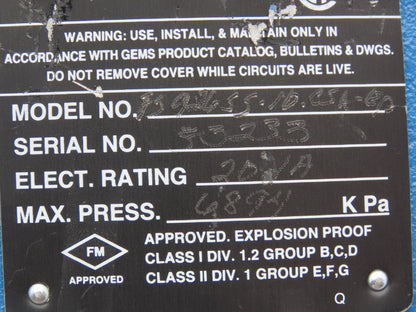 WARNING: USE, INSTALL, & MAINTAIN ONLY IN
ACCORDANCE WITH GEMS PRODUCT CATALOG, BULLETINS & DWGS.
DO NOT REMOVE COVER WHILE CIRCUITS ARE LIVE.
MODEL NO.
SERIAL NO. 53233
ELECT. RATING
MAX. PRESS. K Pa
FM
APPROVED
APPROVED. EXPLOSION PROOF
CLASS I DIV. 1.2 GROUP B,C,D
CLASS II DIV. 1 GROUP E,F,G
Q